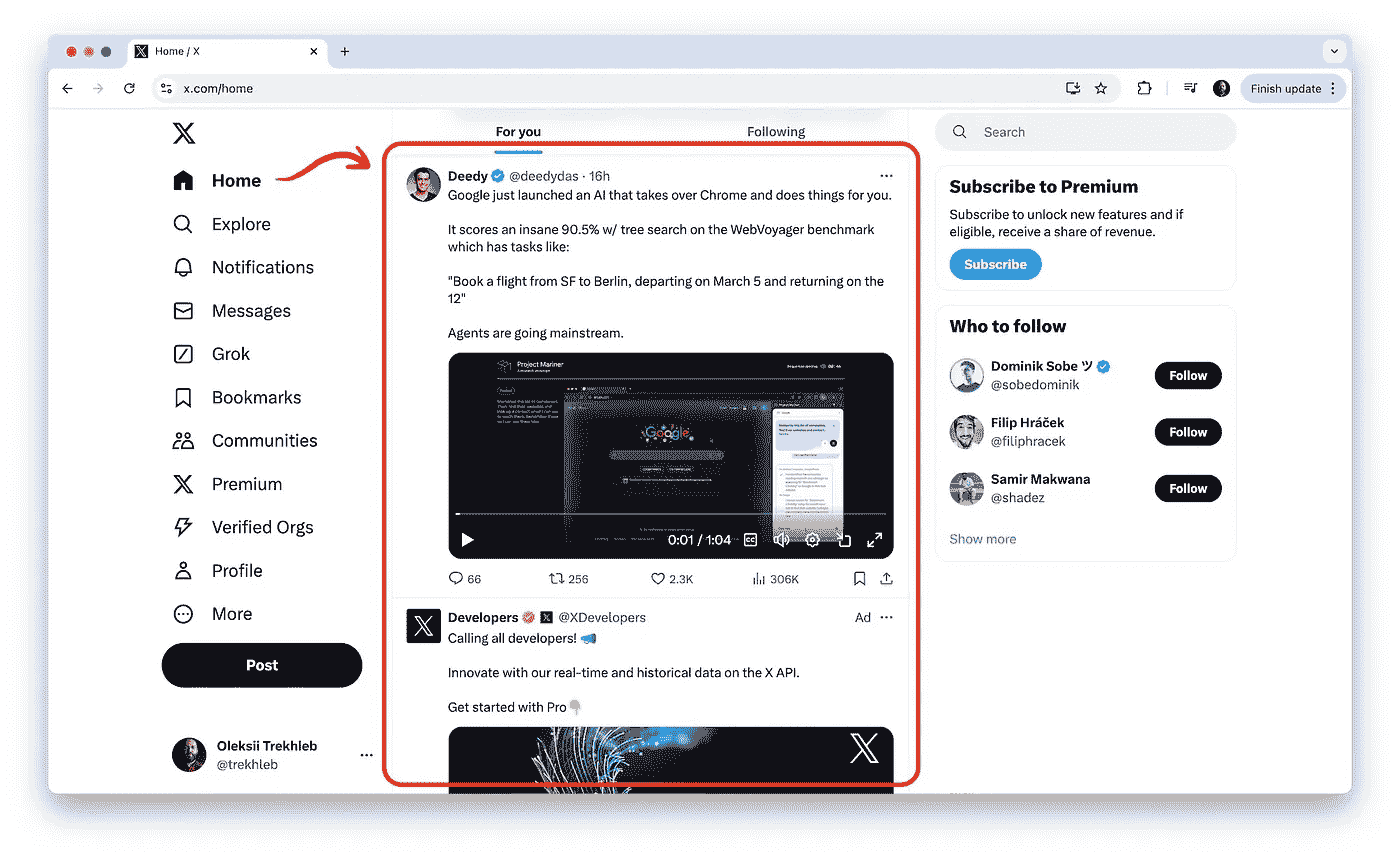 Home / X
x.com/home
Finish update
For you
Following
Search
Home
Explore
Notifications
Messages
Grok
Bookmarks
Communities
Premium
Verified Orgs
Profile
More
Post
Oleksii Trekhleb
@trekhleb
Deedy @deedydas · 16h
Google just launched an AI that takes over Chrome and does things for you.
It scores an insane 90.5% w/ tree search on the WebVoyager benchmark
which has tasks like:
"Book a flight from SF to Berlin, departing on March 5 and returning on the
12"
Agents are going mainstream.
Project Mariner
Google
0:01 / 1:04
CC
66
256
2.3K
306K
Developers @XDevelopers
Ad
Calling all developers! 📣
Innovate with our real-time and historical data on the X API.
Get started with Pro👇
Subscribe to Premium
Subscribe to unlock new features and if
eligible, receive a share of revenue.
Subscribe
Who to follow
Dominik Sobe ツ
@sobedominik
Follow
Filip Hráček
@filiphracek
Follow
Samir Makwana
@shadez
Follow
Show more